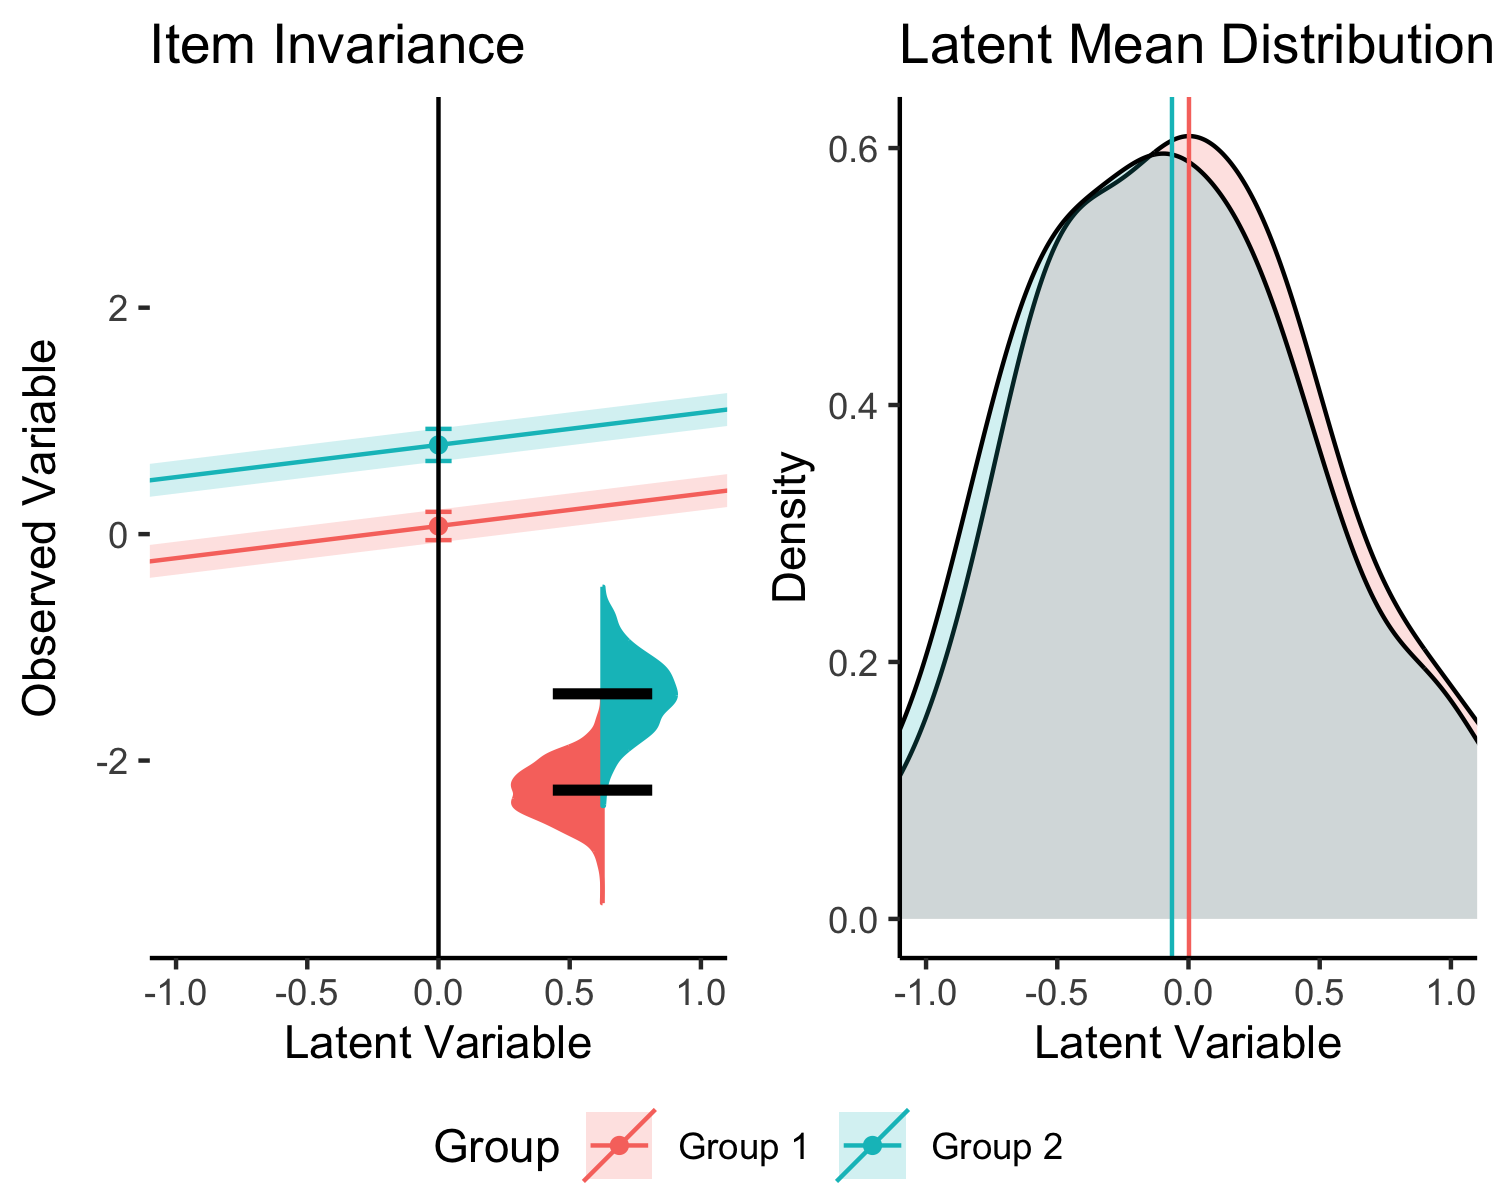 Item Invariance
Latent Mean Distribution
Observed Variable
2
0
-2
-1.0 -0.5 0.0 0.5 1.0
Latent Variable
Density
0.6
0.4
0.2
0.0
-1.0 -0.5 0.0 0.5 1.0
Latent Variable
Group Group 1 Group 2